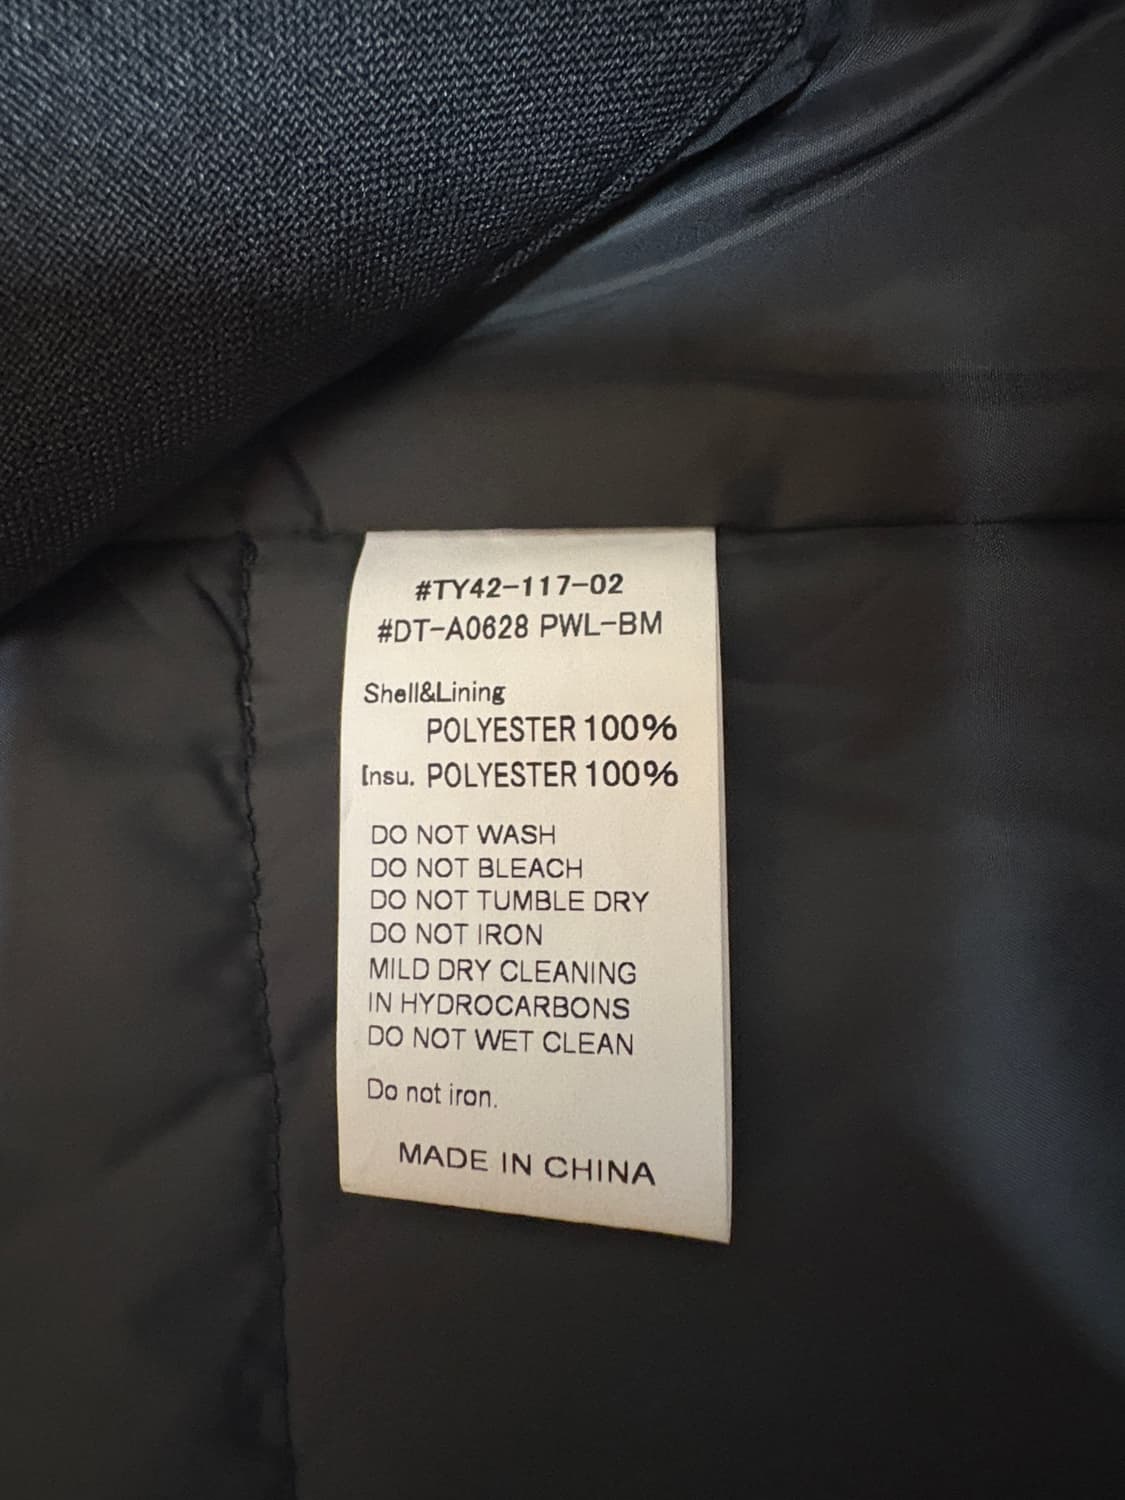 #TY42-117-02
#DT-A0628 PWL-BM
Shell&Lining
POLYESTER 100%
Insu. POLYESTER 100%
DO NOT WASH
DO NOT BLEACH
DO NOT TUMBLE DRY
DO NOT IRON
MILD DRY CLEANING
IN HYDROCARBONS
DO NOT WET CLEAN
Do not iron.
MADE IN CHINA